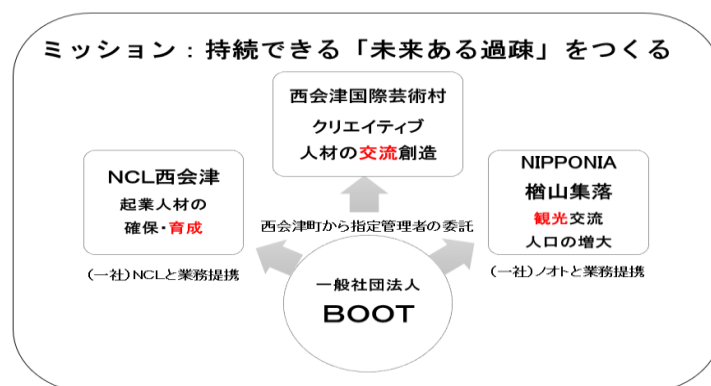 ミッション：持続できる「未来ある過疎」をつくる
西会津国際芸術村
クリエイティブ
人材の交流創造
NCL西会津
起業人材の
確保・育成
NIPPONIA
楢山集落
観光交流
人口の増大
西会津町から指定管理者の委託
（一社）NCLと業務提携
（一社）ノオトと業務提携
一般社団法人
BOOT